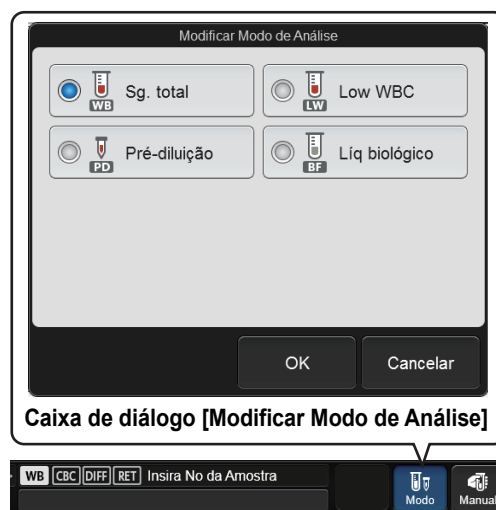 Modificar Modo de Análise
WB Sg. total
LW Low WBC
PD Pré-diluição
BF Líq biológico
OK Cancelar
Caixa de diálogo [Modificar Modo de Análise]
WB CBC DIFF RET Insira No da Amostra
Modo Manual